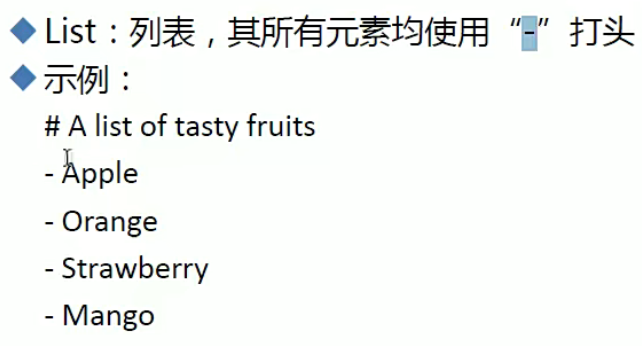 List：列表，其所有元素均使用“-”打头
示例：
# A list of tasty fruits
- Apple
- Orange
- Strawberry
- Mango